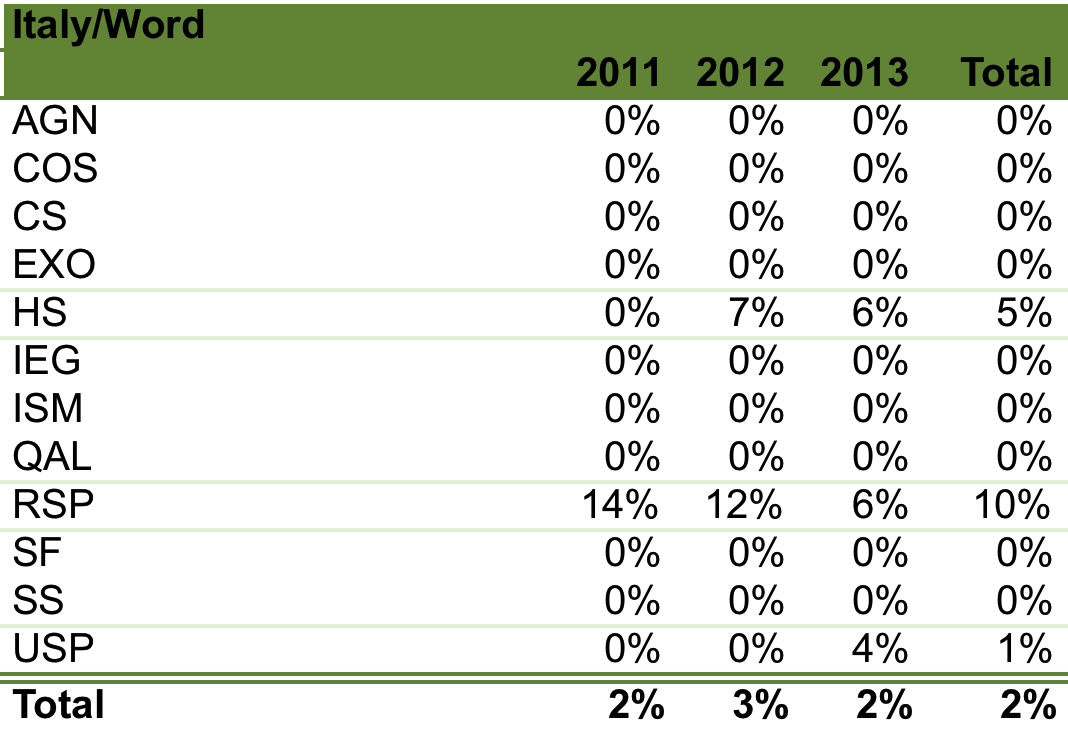 Italy/Word
2011 2012 2013 Total
AGN 0% 0% 0% 0%
COS 0% 0% 0% 0%
CS 0% 0% 0% 0%
EXO 0% 0% 0% 0%
HS 0% 7% 6% 5%
IEG 0% 0% 0% 0%
ISM 0% 0% 0% 0%
QAL 0% 0% 0% 0%
RSP 14% 12% 6% 10%
SF 0% 0% 0% 0%
SS 0% 0% 0% 0%
USP 0% 0% 4% 1%
Total 2% 3% 2% 2%